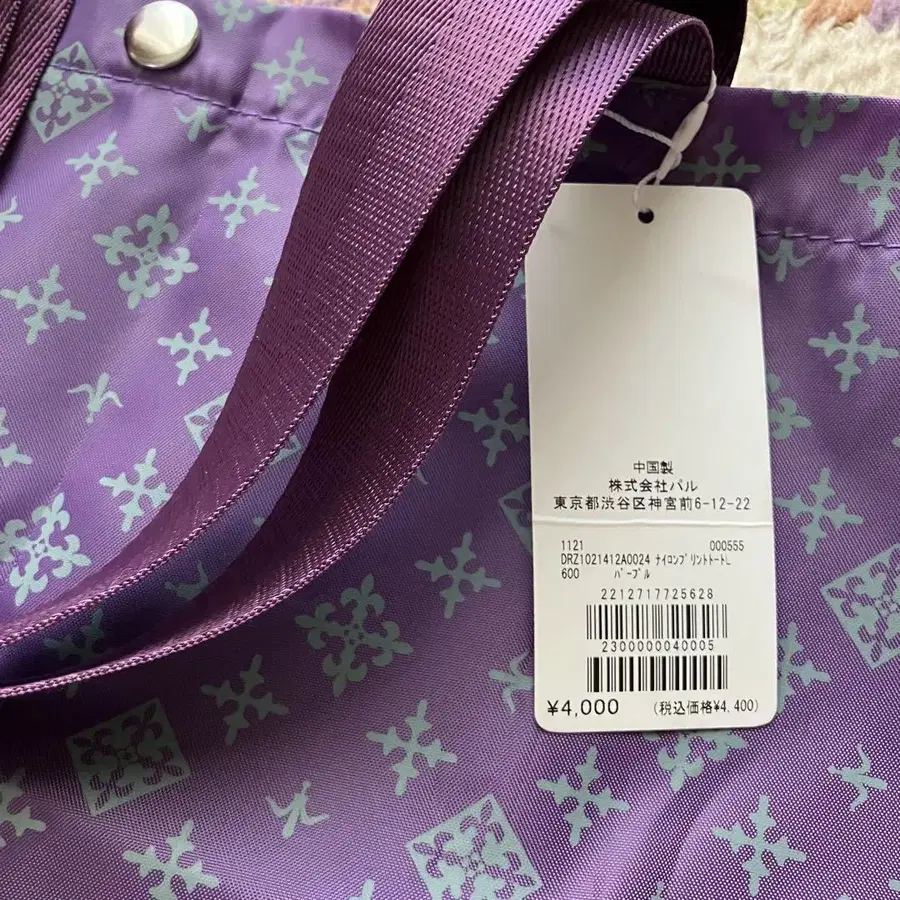 中国製
株式会社パル
東京都渋谷区神宮前6-12-22
1121 000555
DRZ1021412A0024 ナイロンプリントトートL
600 パープル
2212717725628
2300000040005
¥4,000 (税込価格¥4,400)